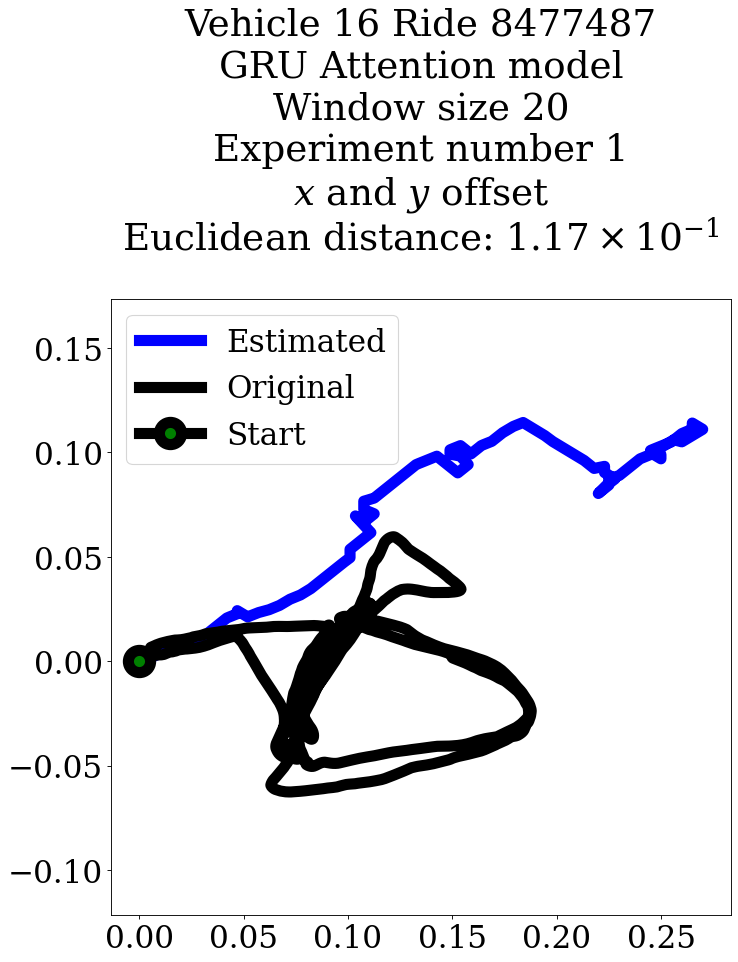 Vehicle 16 Ride 8477487
GRU Attention model
Window size 20
Experiment number 1
x and y offset
Euclidean distance: 1.17 × 10⁻¹
Estimated
Original
Start
0.15
0.10
0.05
0.00
−0.05
−0.10
0.00 0.05 0.10 0.15 0.20 0.25